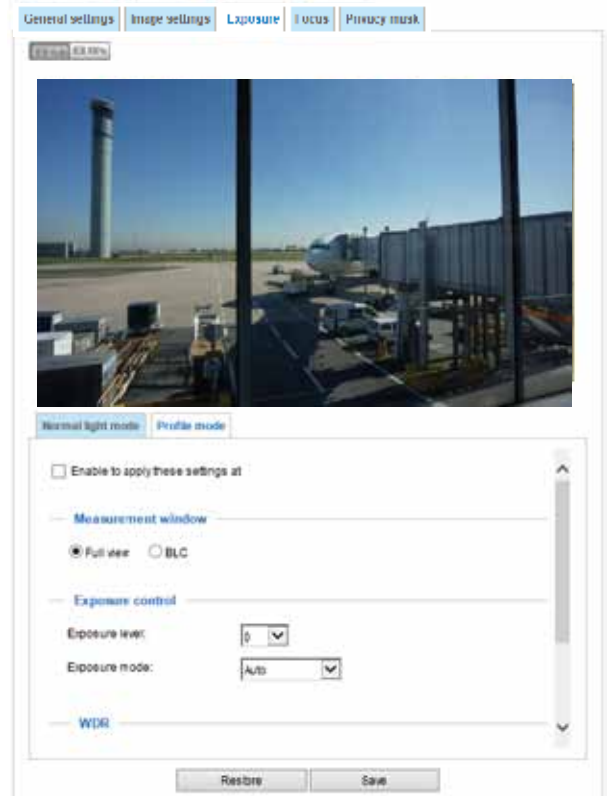 General settings Image settings Exposure Focus Privacy mask
Normal light mode Profile mode
Enable to apply these settings at
Measurement window
Full view BLC
Exposure control
Exposure level: 0
Exposure mode: Auto
WDR
Restore Save